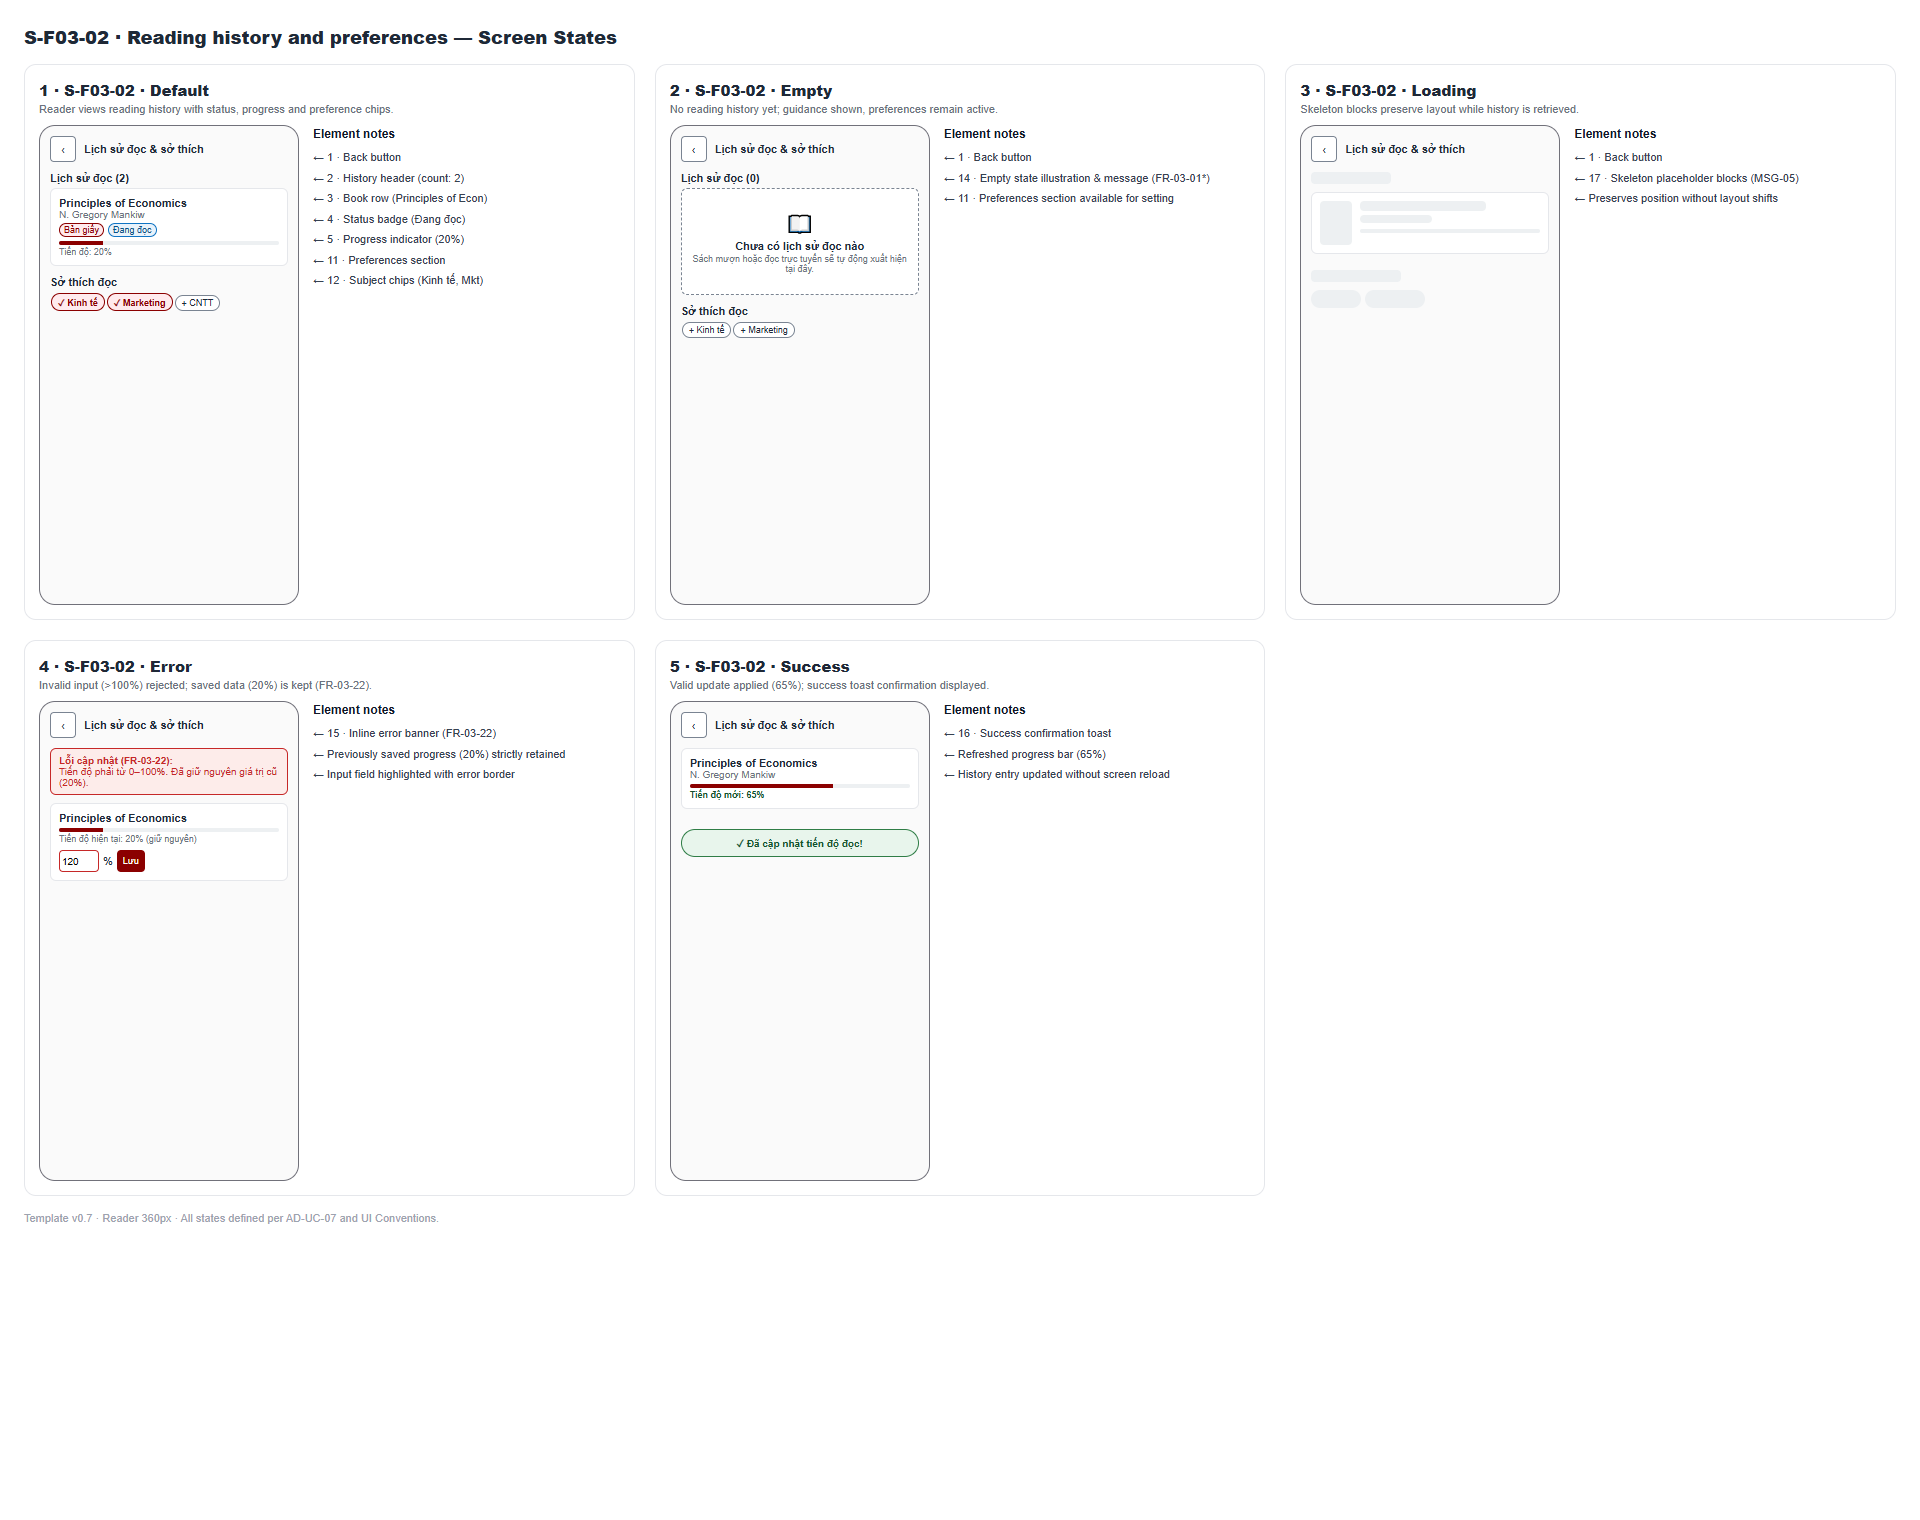 S-F03-02 · Reading history and preferences — Screen States
1 · S-F03-02 · Default
Reader views reading history with status, progress and preference chips.
‹
Lịch sử đọc & sở thích
Lịch sử đọc (2)
Principles of Economics
N. Gregory Mankiw
Bản giấy
Đang đọc
Tiến độ: 20%
Sở thích đọc
✓ Kinh tế
✓ Marketing
+ CNTT
Element notes
← 1 · Back button
← 2 · History header (count: 2)
← 3 · Book row (Principles of Econ)
← 4 · Status badge (Đang đọc)
← 5 · Progress indicator (20%)
← 11 · Preferences section
← 12 · Subject chips (Kinh tế, Mkt)
2 · S-F03-02 · Empty
No reading history yet; guidance shown, preferences remain active.
‹
Lịch sử đọc & sở thích
Lịch sử đọc (0)
Chưa có lịch sử đọc nào
Sách mượn hoặc đọc trực tuyến sẽ tự động xuất hiện
tại đây.
Sở thích đọc
+ Kinh tế
+ Marketing
Element notes
← 1 · Back button
← 14 · Empty state illustration & message (FR-03-01*)
← 11 · Preferences section available for setting
3 · S-F03-02 · Loading
Skeleton blocks preserve layout while history is retrieved.
‹
Lịch sử đọc & sở thích
Element notes
← 1 · Back button
← 17 · Skeleton placeholder blocks (MSG-05)
← Preserves position without layout shifts
4 · S-F03-02 · Error
Invalid input (>100%) rejected; saved data (20%) is kept (FR-03-22).
‹
Lịch sử đọc & sở thích
Lỗi cập nhật (FR-03-22):
Tiến độ phải từ 0–100%. Đã giữ nguyên giá trị cũ
(20%).
Principles of Economics
Tiến độ hiện tại: 20% (giữ nguyên)
120
%
Lưu
Element notes
← 15 · Inline error banner (FR-03-22)
← Previously saved progress (20%) strictly retained
← Input field highlighted with error border
5 · S-F03-02 · Success
Valid update applied (65%); success toast confirmation displayed.
‹
Lịch sử đọc & sở thích
Principles of Economics
N. Gregory Mankiw
Tiến độ mới: 65%
✓ Đã cập nhật tiến độ đọc!
Element notes
← 16 · Success confirmation toast
← Refreshed progress bar (65%)
← History entry updated without screen reload
Template v0.7 · Reader 360px · All states defined per AD-UC-07 and UI Conventions.